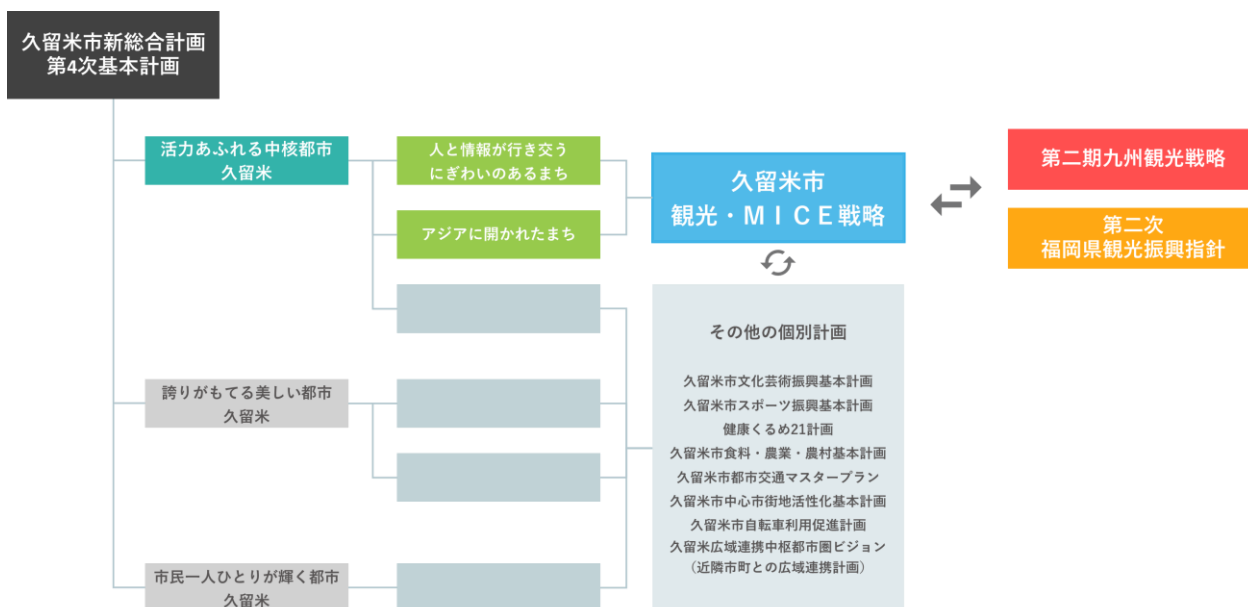 久留米市新総合計画
第4次基本計画
活力あふれる中核都市
久留米
人と情報が行き交う
にぎわいのあるまち
アジアに開かれたまち
久留米市
観光・ＭＩＣＥ戦略
第二期九州観光戦略
第二次
福岡県観光振興指針
誇りがもてる美しい都市
久留米
市民一人ひとりが輝く都市
久留米
その他の個別計画
久留米市文化芸術振興基本計画
久留米市スポーツ振興基本計画
健康くるめ21計画
久留米市食料・農業・農村基本計画
久留米市都市交通マスタープラン
久留米市中心市街地活性化基本計画
久留米市自転車利用促進計画
久留米広域連携中枢都市圏ビジョン
（近隣市町との広域連携計画）